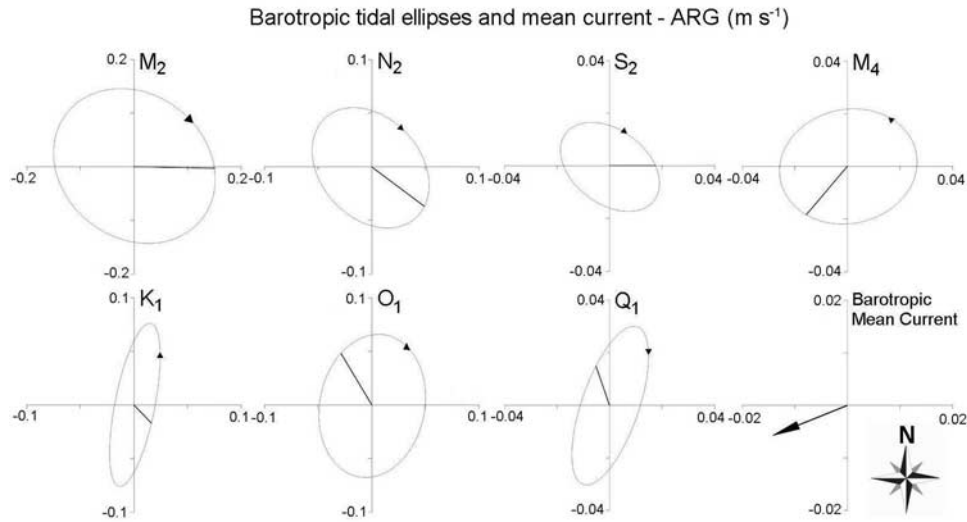 Barotropic tidal ellipses and mean current - ARG (m s⁻¹)
0.2 M₂ 0.1 N₂ 0.04 S₂ 0.04 M₄
-0.2 0.2 -0.1 0.1 -0.04 0.04 -0.04 0.04
-0.2 -0.1 -0.04 -0.04
0.1 K₁ 0.1 O₁ 0.04 Q₁ 0.02 Barotropic
Mean Current
-0.1 0.1 -0.1 0.1 -0.04 0.04 -0.02 0.02
N
-0.1 -0.1 -0.04 -0.02